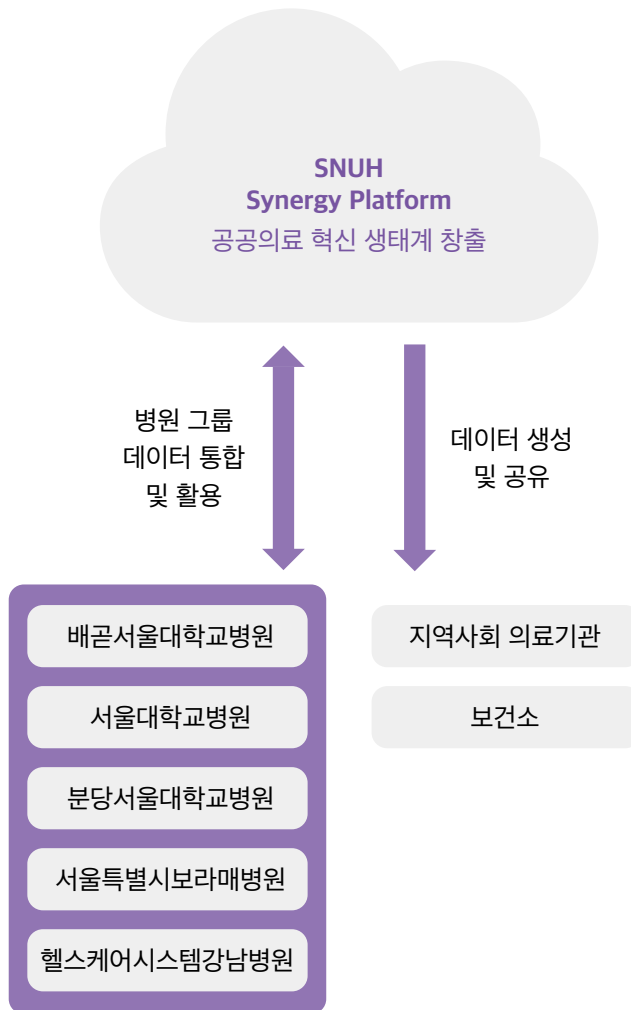 SNUH
Synergy Platform
공공의료 혁신 생태계 창출
병원 그룹
데이터 통합
및 활용
데이터 생성
및 공유
배곧서울대학교병원
서울대학교병원
분당서울대학교병원
서울특별시보라매병원
헬스케어시스템강남병원
지역사회 의료기관
보건소